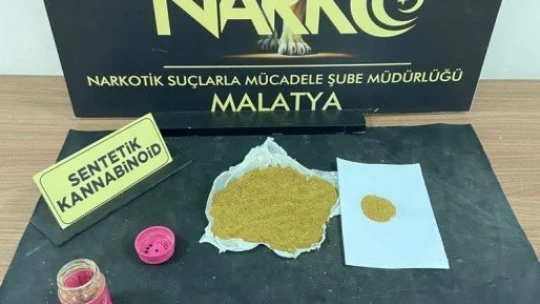 NARKO
NARKOTİK SUÇLARLA MÜCADELE ŞUBE MÜDÜRLÜĞÜ
MALATYA
SENTETİK
KANNABİNOİD